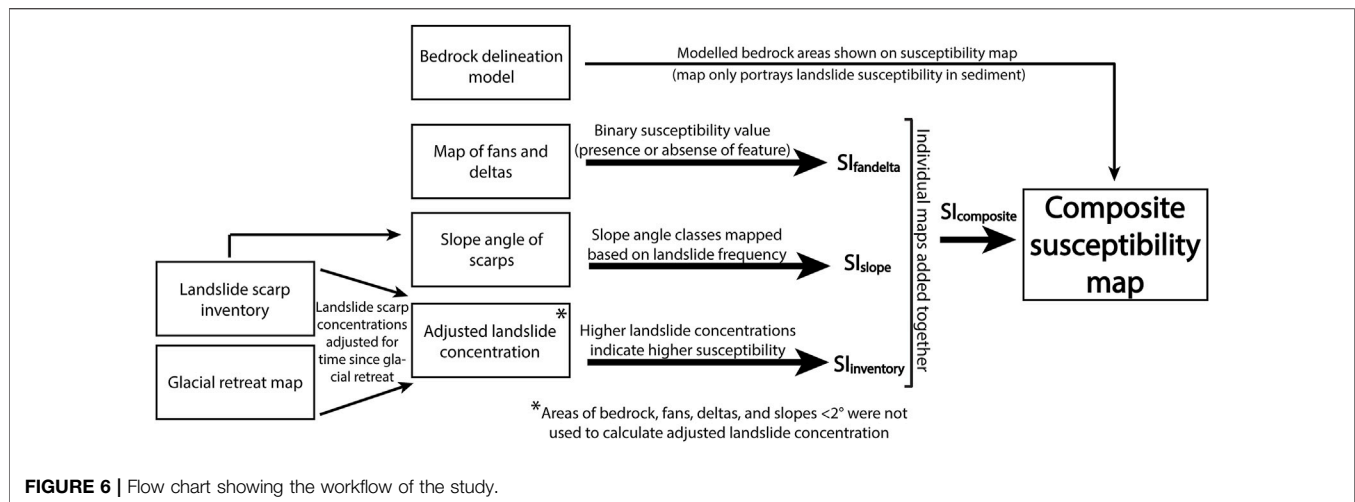 Bedrock delineation
model
Modelled bedrock areas shown on susceptibility map
(map only portrays landslide susceptibility in sediment)
Map of fans and
deltas
Binary susceptibility value
(presence or absense of feature)
SIfandelta
Slope angle of
scarps
Slope angle classes mapped
based on landslide frequency
SIslope
Landslide scarp
inventory
Glacial retreat map
Landslide scarp
concentrations
adjusted for
time since gla-
cial retreat
Adjusted landslide
concentration
*
Higher landslide concentrations
indicate higher susceptibility
SIinventory
Individual maps added together
SIcomposite
Composite
susceptibility
map
*Areas of bedrock, fans, deltas, and slopes <2° were not
used to calculate adjusted landslide concentration
FIGURE 6 | Flow chart showing the workflow of the study.